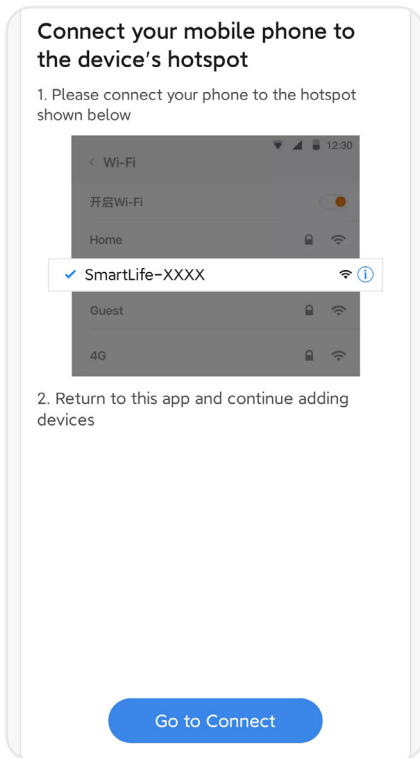 Connect your mobile phone to
the device's hotspot
1. Please connect your phone to the hotspot
shown below
12:30
< Wi-Fi
开启Wi-Fi
Home
SmartLife-XXXX
Guest
4G
2. Return to this app and continue adding
devices
Go to Connect